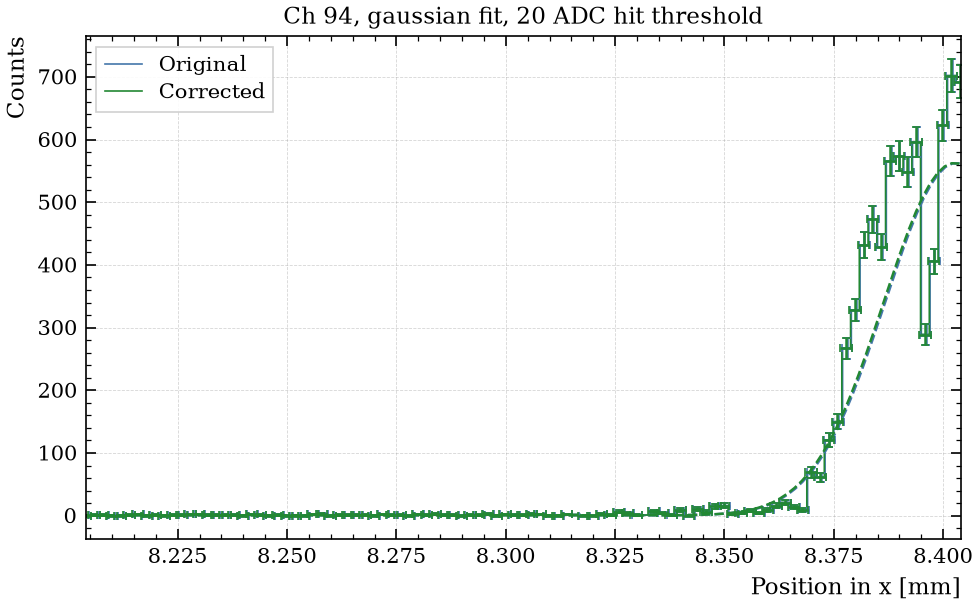 Ch 94, gaussian fit, 20 ADC hit threshold
Counts
Original
Corrected
700
600
500
400
300
200
100
0
8.225 8.250 8.275 8.300 8.325 8.350 8.375 8.400
Position in x [mm]